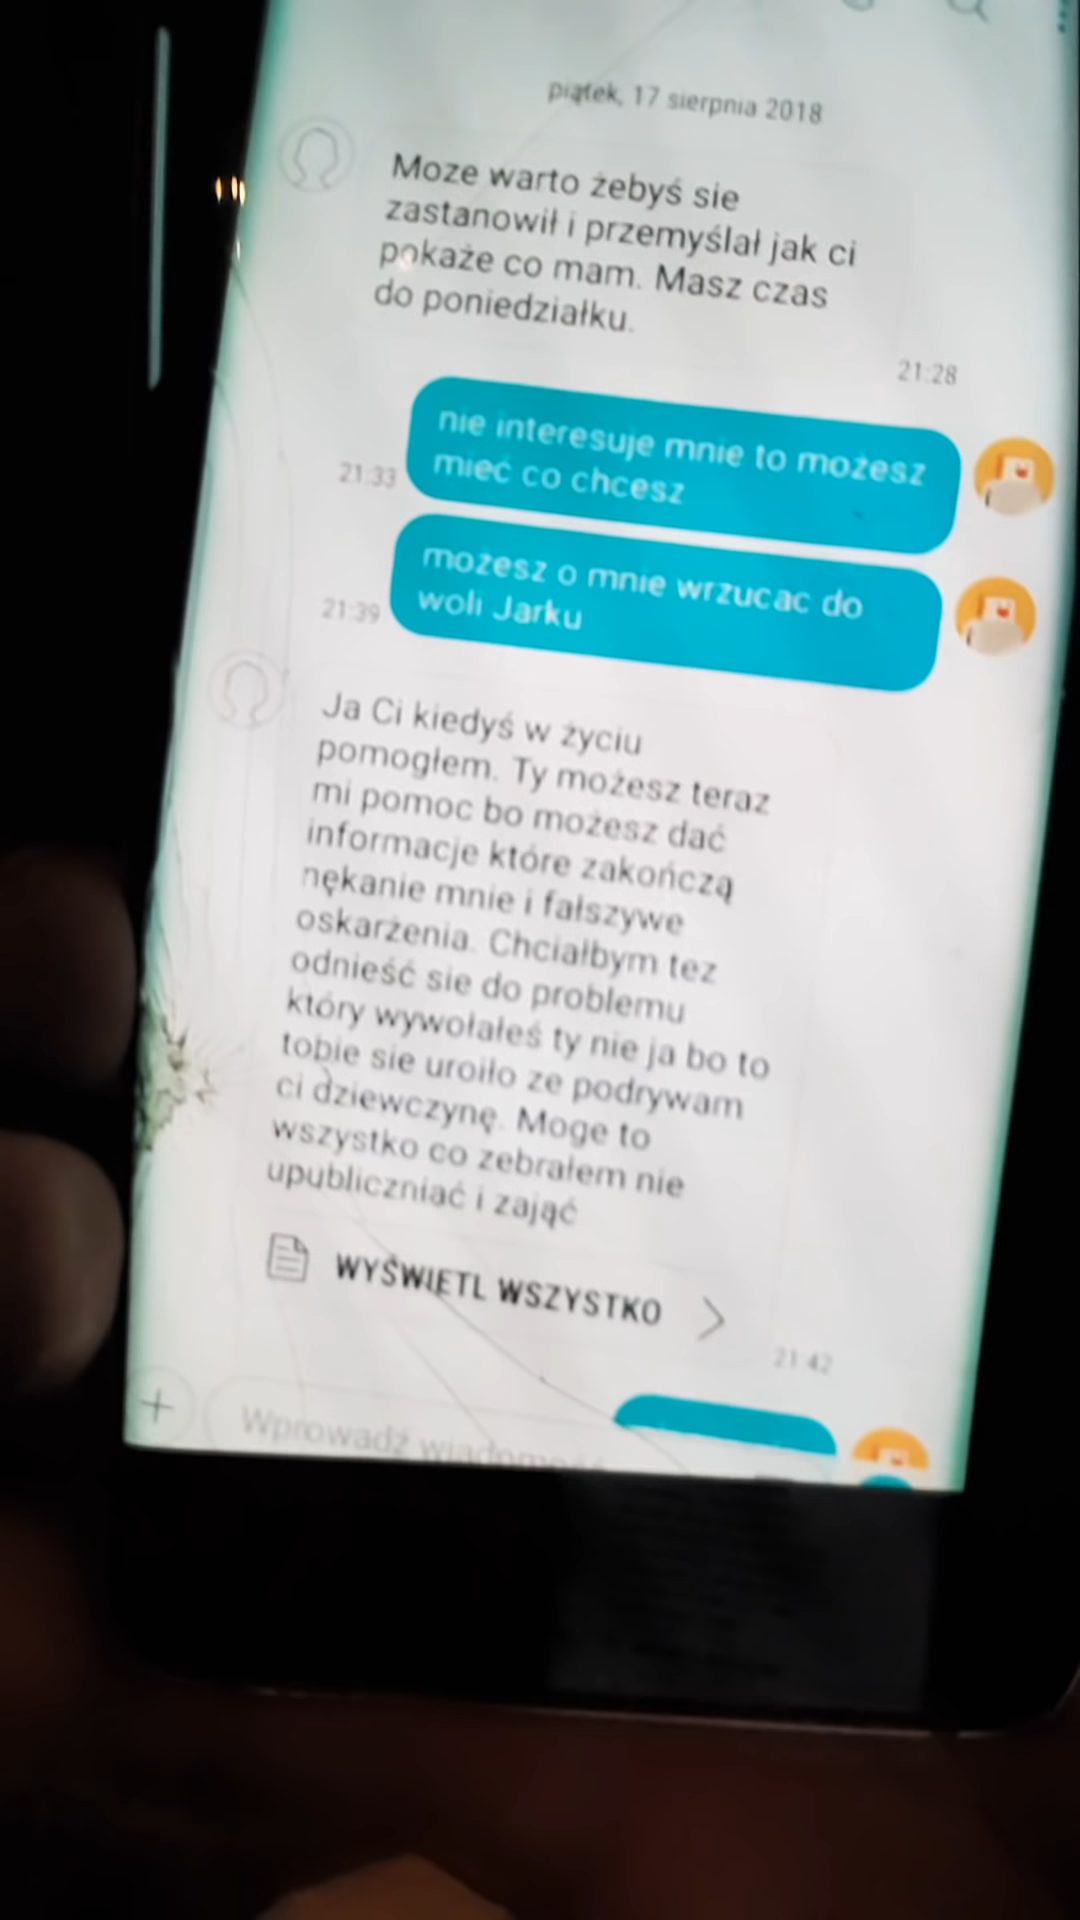 piątek, 17 sierpnia 2018
Moze warto żebyś sie
zastanowił i przemyślał jak ci
pokaże co mam. Masz czas
do poniedziałku.
21:28
nie interesuje mnie to możesz
mieć co chcesz
21:33
możesz o mnie wrzucac do
woli Jarku
21:39
Ja Ci kiedyś w życiu
pomogłem. Ty możesz teraz
mi pomoc bo możesz dać
informacje które zakończą
nękanie mnie i fałszywe
oskarżenia. Chciałbym tez
odnieść sie do problemu
który wywołałeś ty nie ja bo to
tobie sie uroiło ze podrywam
ci dziewczynę. Moge to
wszystko co zebrałem nie
upubliczniać i zająć
WYŚWIETL WSZYSTKO
21:42
Wprowadź wiadomość